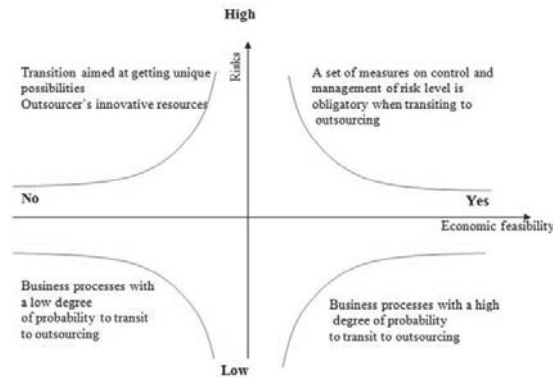 High
Risks
Transition aimed at getting unique
possibilities
Outsourcer's innovative resources
A set of measures on control and
management of risk level is
obligatory when transiting to
outsourcing
No
Yes
Economic feasibility
Business processes with
a low degree
of probability to transit
to outsourcing
Business processes with a high
degree of probability
to transit to outsourcing
Low